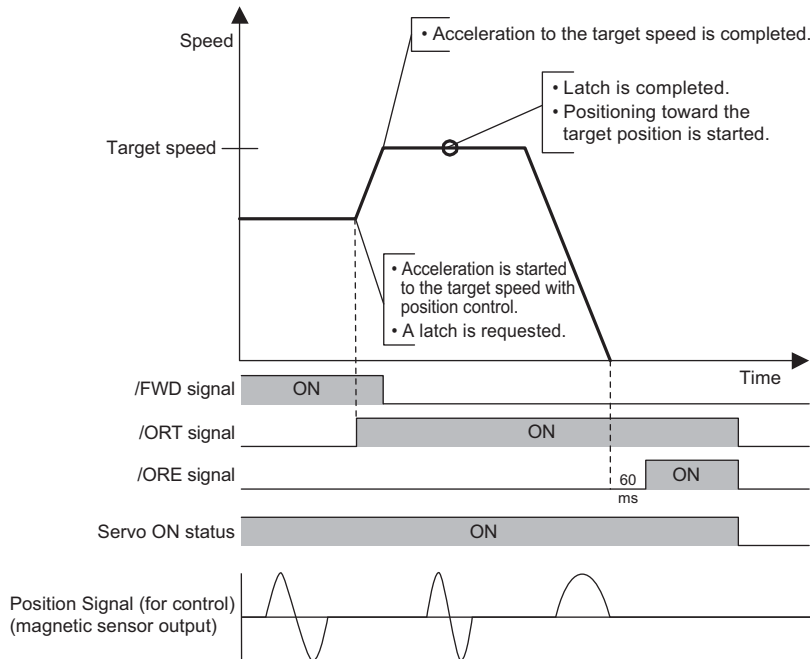 Speed
• Acceleration to the target speed is completed.
• Latch is completed.
• Positioning toward the
target position is started.
Target speed
• Acceleration is started
to the target speed with
position control.
• A latch is requested.
Time
/FWD signal
ON
/ORT signal
ON
/ORE signal
60
ms
ON
Servo ON status
ON
Position Signal (for control)
(magnetic sensor output)